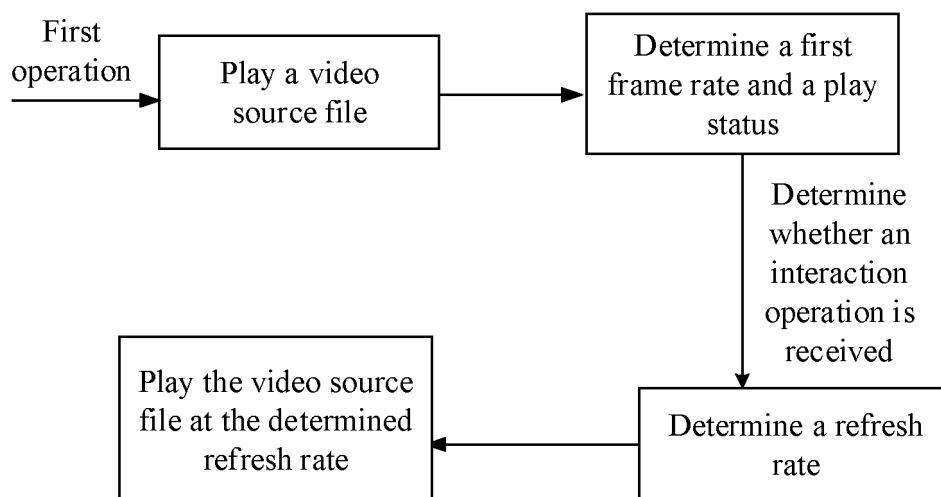 First
operation
Play a video
source file
Determine a first
frame rate and a play
status
Determine
whether an
interaction
operation is
received
Determine a refresh
rate
Play the video source
file at the determined
refresh rate